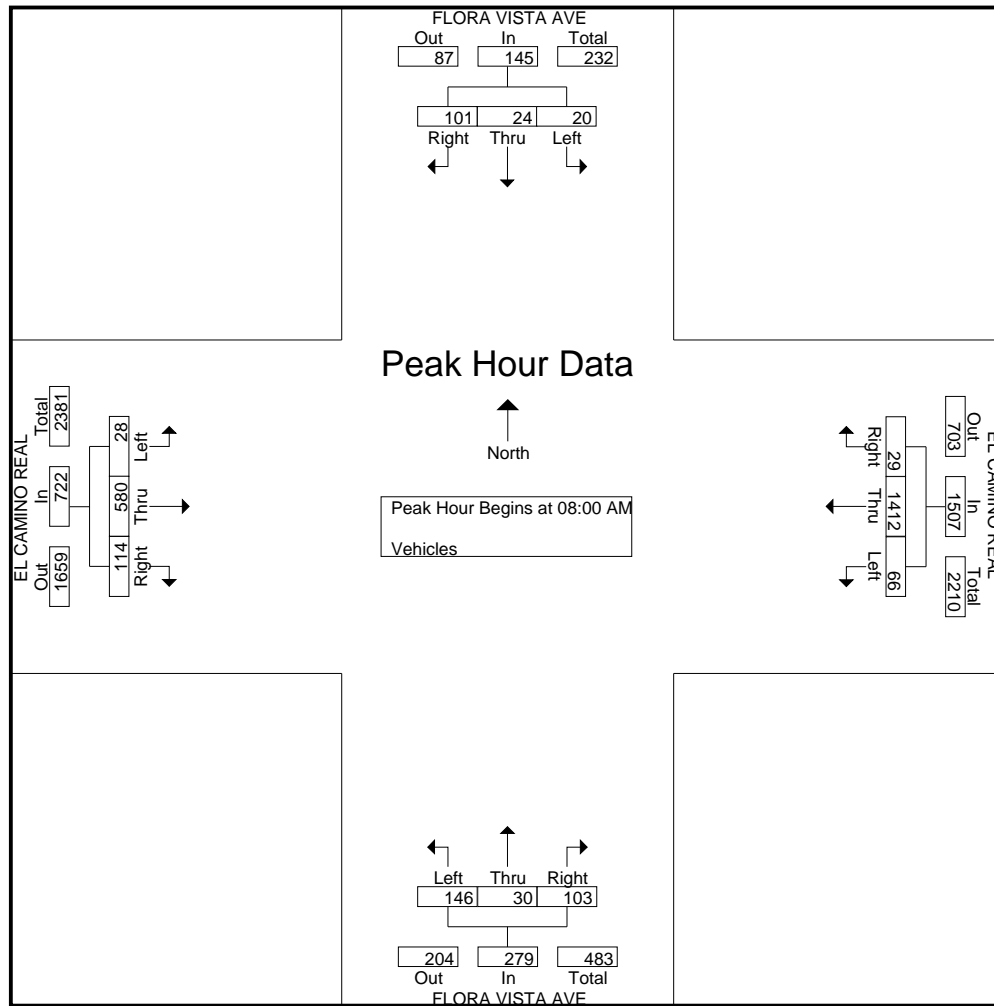 FLORA VISTA AVE
Out In Total
87 145 232
101 24 20
Right Thru Left
Peak Hour Data
North
Peak Hour Begins at 08:00 AM
Vehicles
EL CAMINO REAL
Out In Total
1659 722 2381
114 580 28
Right Thru Left
EL CAMINO REAL
Out In Total
703 1507 2210
29 1412 66
Right Thru Left
Left Thru Right
146 30 103
204 279 483
Out In Total
FLORA VISTA AVE